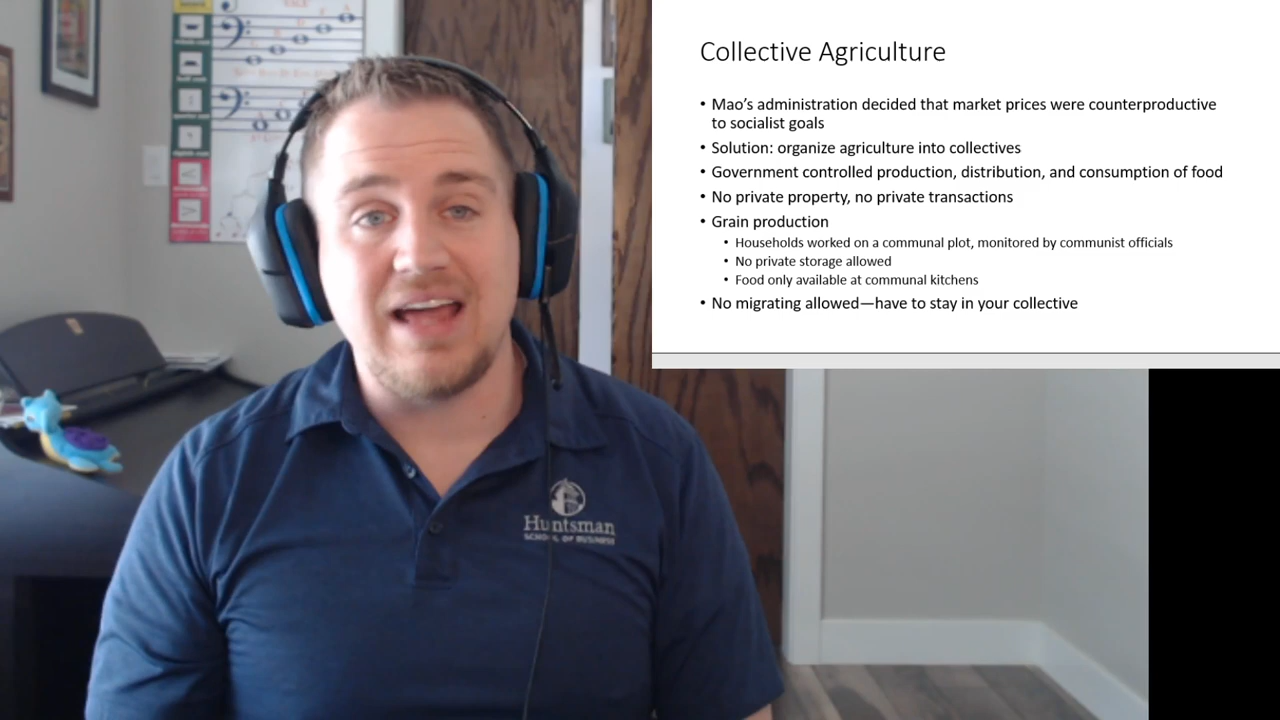 Collective Agriculture
• Mao’s administration decided that market prices were counterproductive
to socialist goals
• Solution: organize agriculture into collectives
• Government controlled production, distribution, and consumption of food
• No private property, no private transactions
• Grain production
• Households worked on a communal plot, monitored by communist officials
• No private storage allowed
• Food only available at communal kitchens
• No migrating allowed—have to stay in your collective
Huntsman
SCHOOL OF BUSINESS